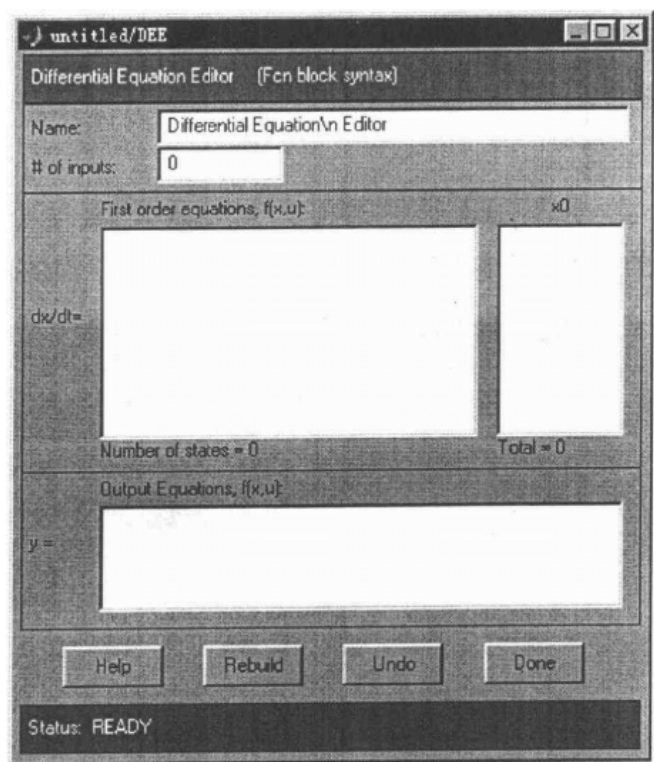 untitled/DEE
Differential Equation Editor (Fcn block syntax)
Name: Differential Equation\n Editor
# of inputs: 0
First order equations, f(x,u): x0
dx/dt=
Number of states = 0 Total = 0
Output Equations, f(x,u):
y =
Help Rebuild Undo Done
Status: READY